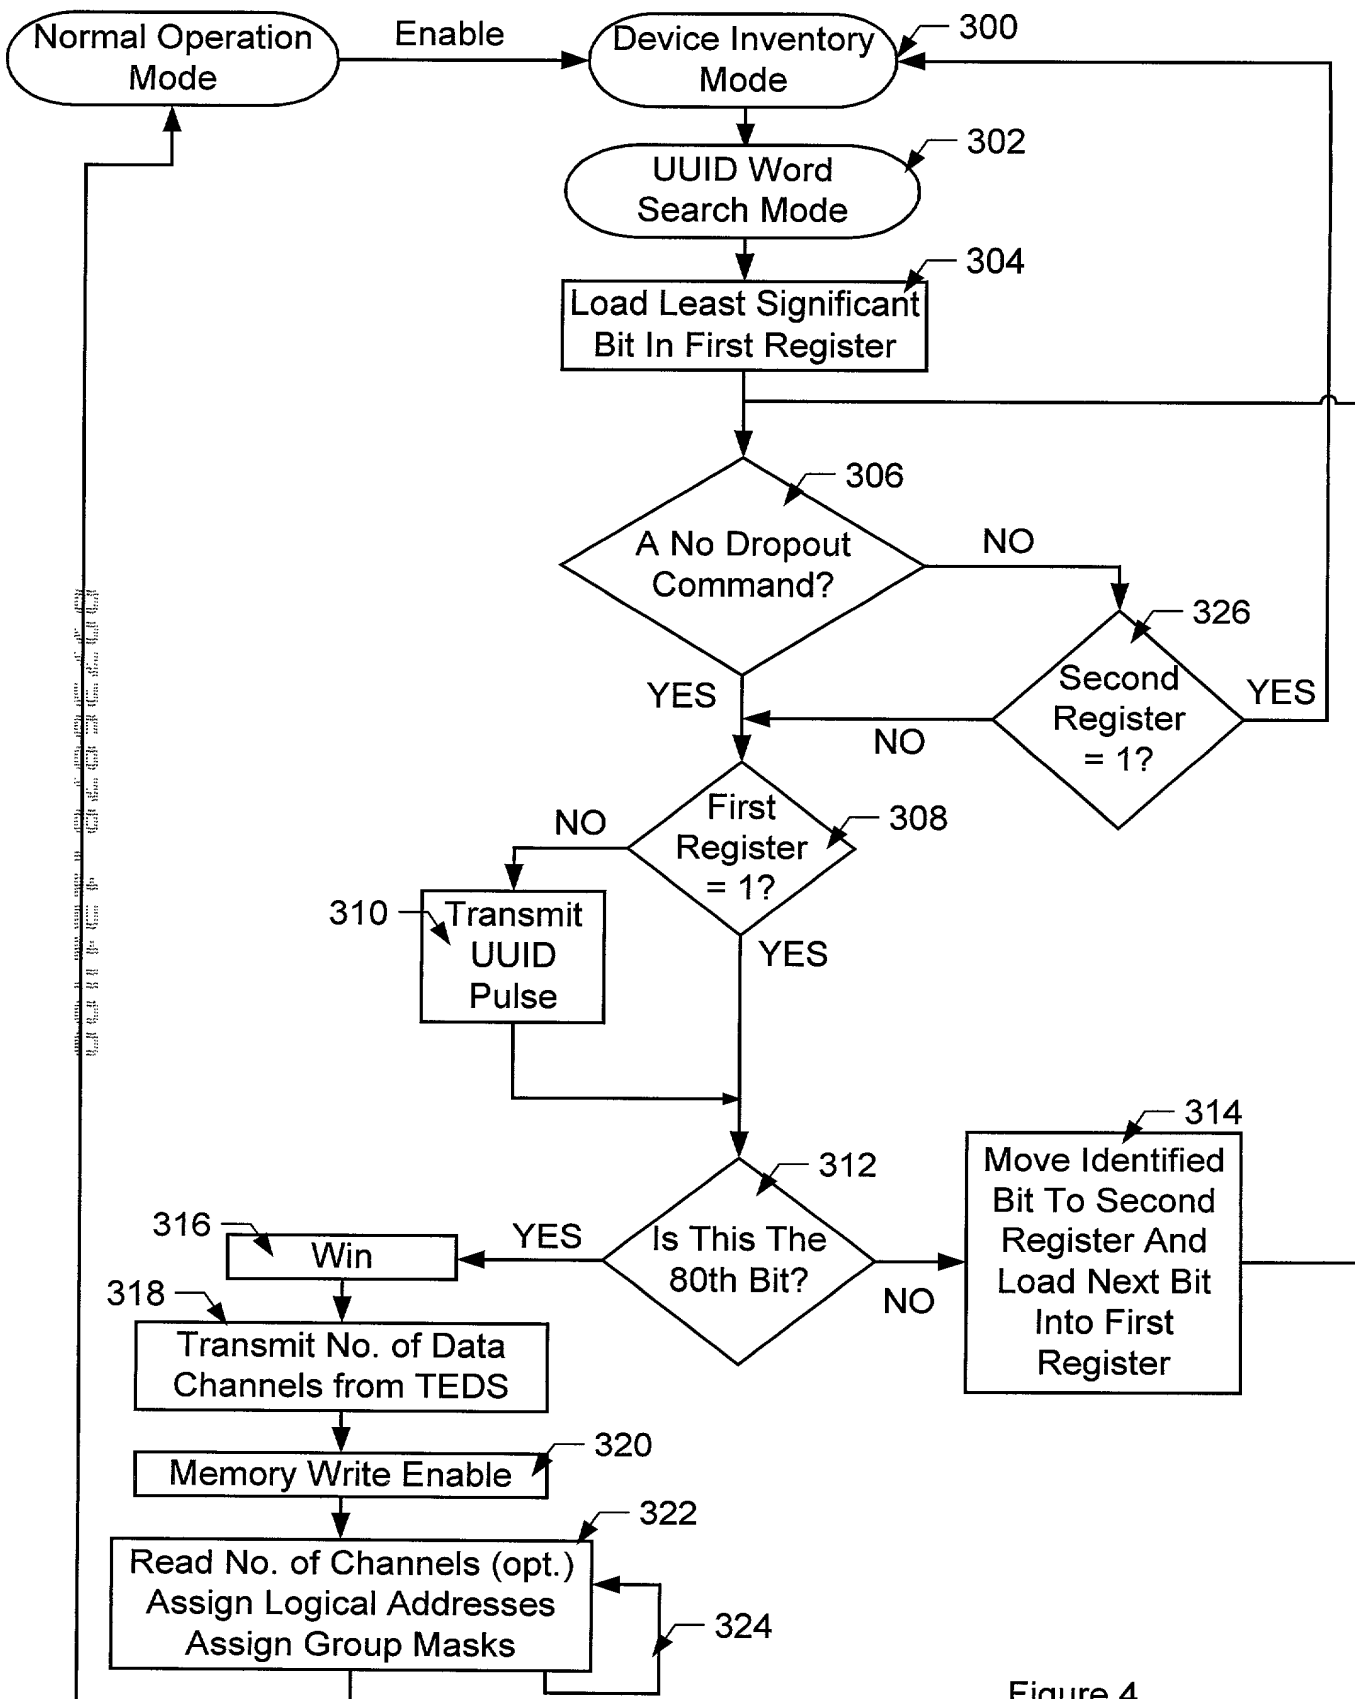 Normal Operation
Mode
Enable
Device Inventory
Mode
300
UUID Word
Search Mode
302
Load Least Significant
Bit In First Register
304
A No Dropout
Command?
306
NO
YES
Second
Register
= 1?
326
YES
NO
First
Register
= 1?
308
NO
YES
310
Transmit
UUID
Pulse
Is This The
80th Bit?
312
YES
NO
Move Identified
Bit To Second
Register And
Load Next Bit
Into First
Register
314
316
Win
318
Transmit No. of Data
Channels from TEDS
Memory Write Enable
320
Read No. of Channels (opt.)
Assign Logical Addresses
Assign Group Masks
322
324
Figure 4